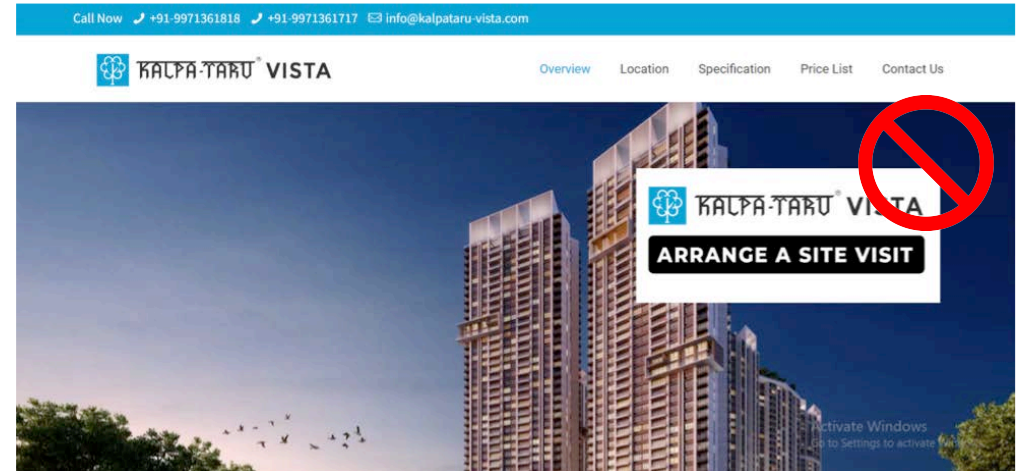 Call Now +91-9971361818 +91-9971361717 info@kalpataru-vista.com
KALPA-TARU® VISTA
Overview Location Specification Price List Contact Us
KALPA-TARU® VISTA
ARRANGE A SITE VISIT
Activate Windows
Go to Settings to activate